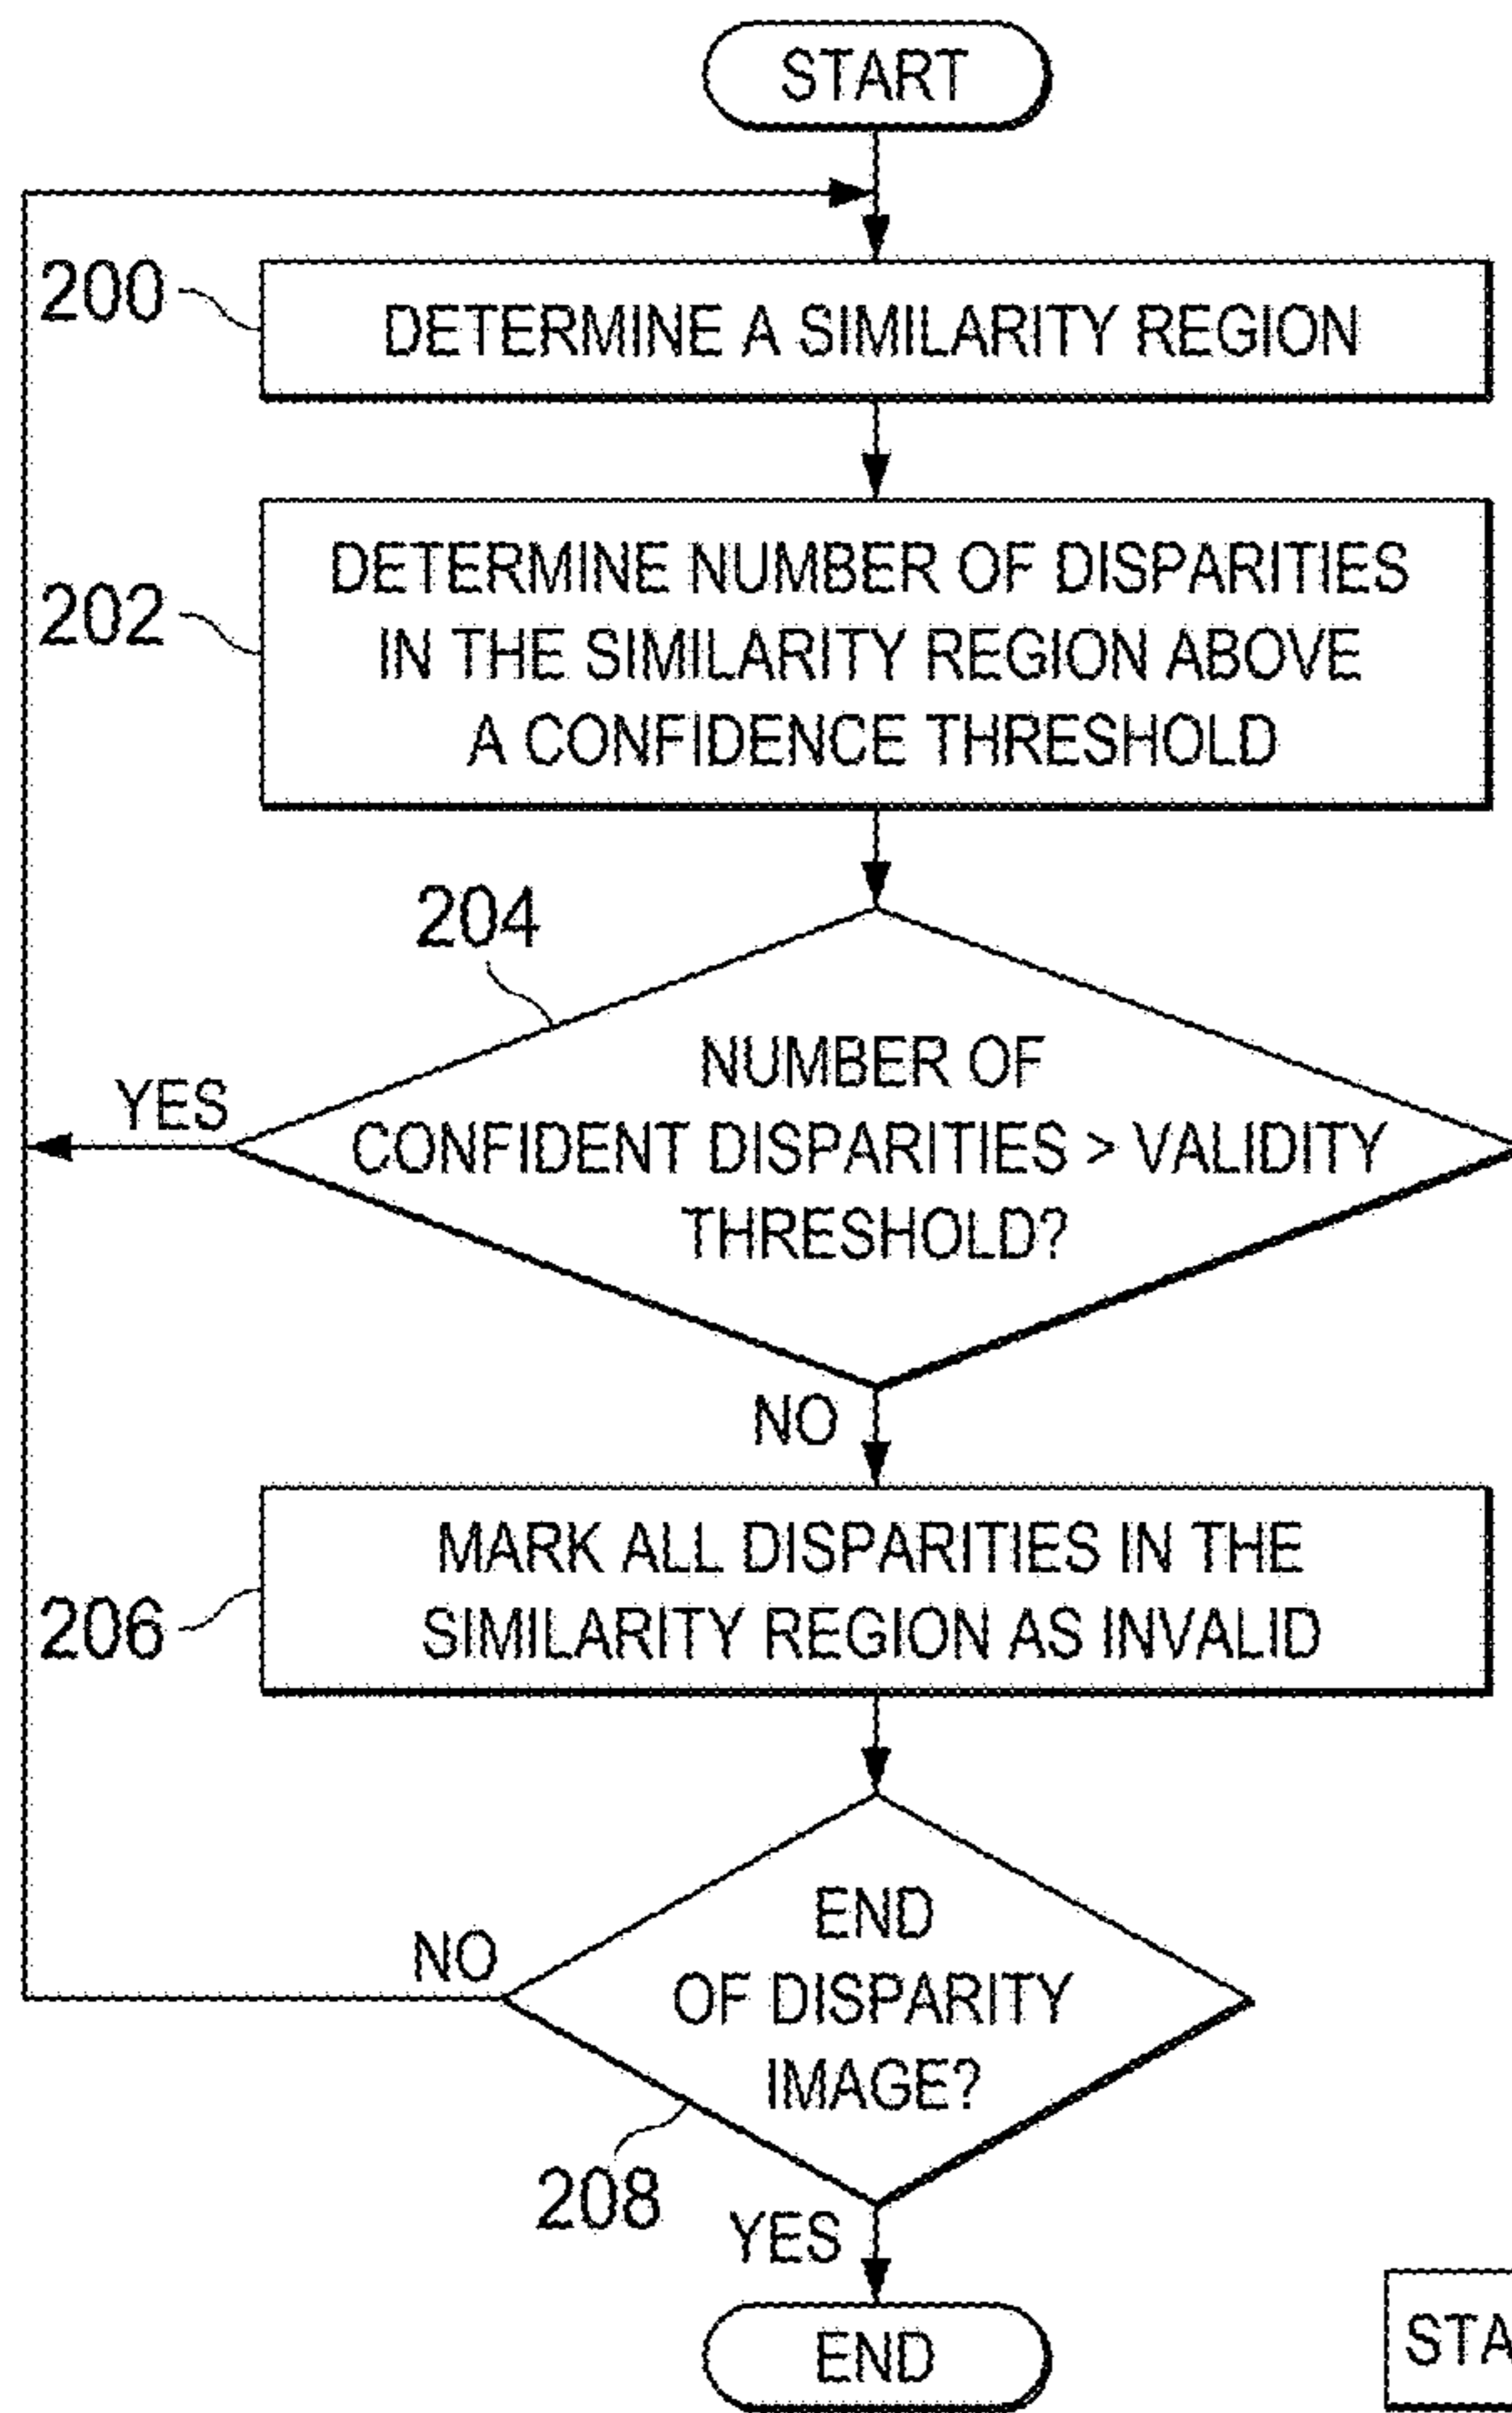 START
200
DETERMINE A SIMILARITY REGION
202
DETERMINE NUMBER OF DISPARITIES
IN THE SIMILARITY REGION ABOVE
A CONFIDENCE THRESHOLD
204
NUMBER OF
YES
CONFIDENT DISPARITIES > VALIDITY
THRESHOLD?
NO
206
MARK ALL DISPARITIES IN THE
SIMILARITY REGION AS INVALID
NO
END
OF DISPARITY
IMAGE?
208
YES
END
STA